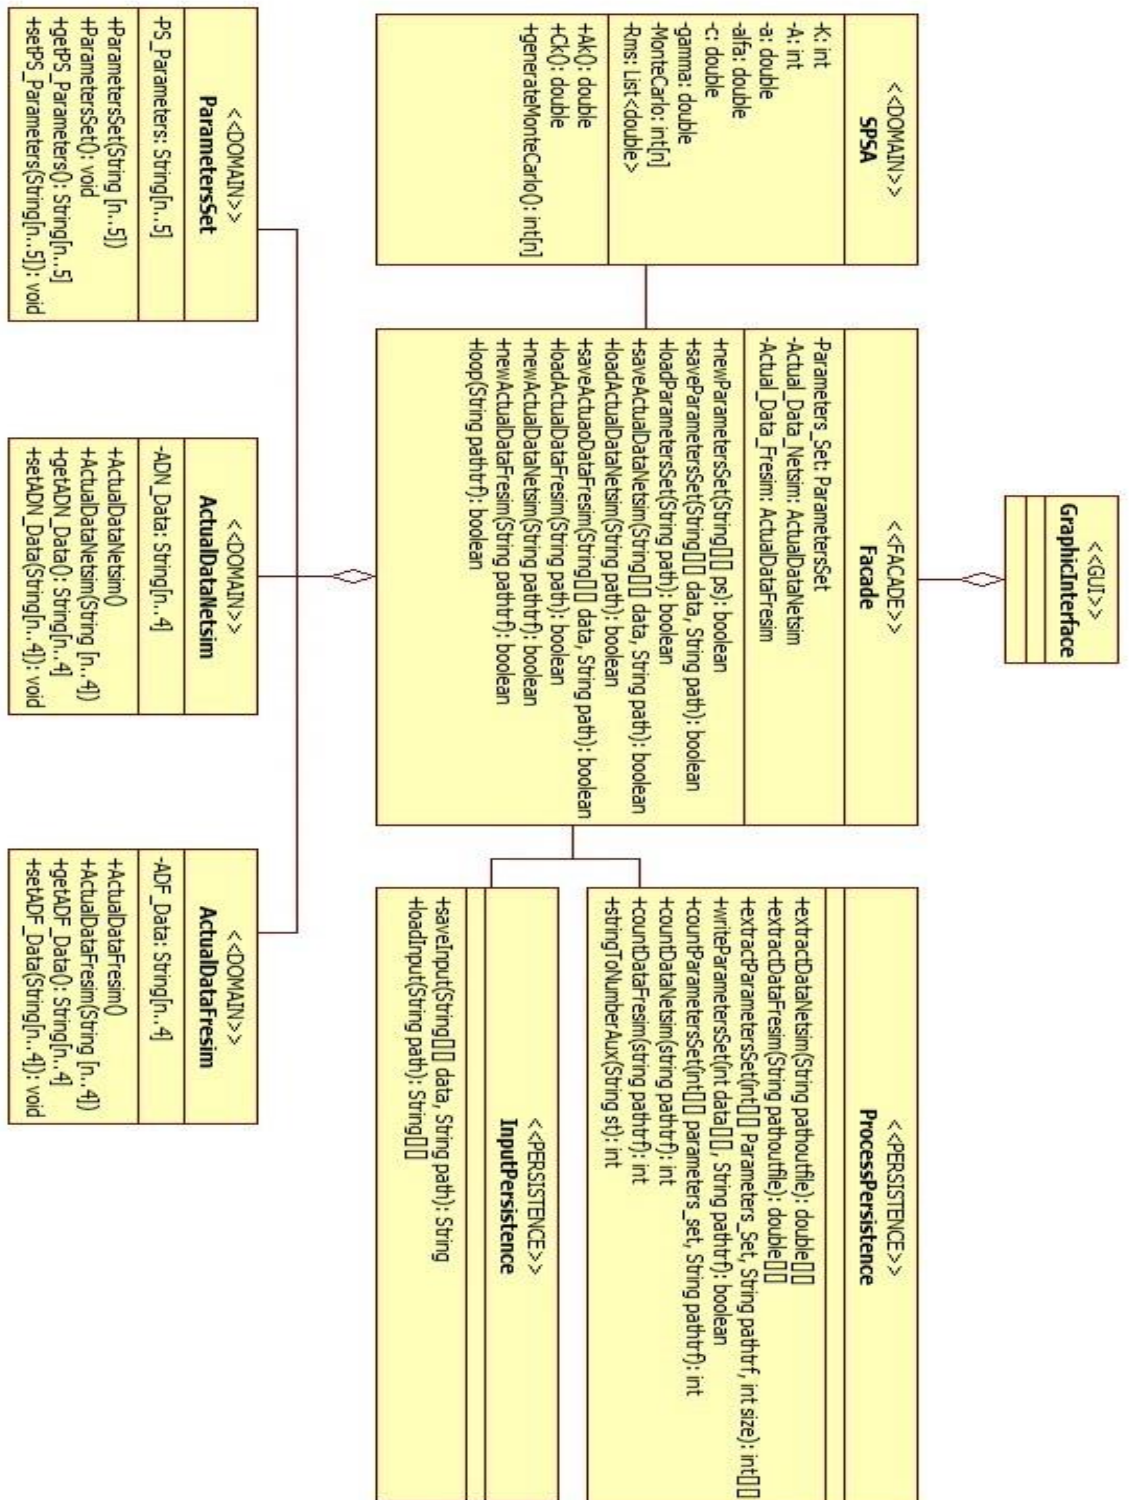 <<GUI>>
GraphicInterface
<<DOMAIN>>
SPSA
-K: int
-A: int
-a: double
-alfa: double
-c: double
-gamma: double
-MonteCarlo: int[n]
-Rms: List<double>
+Ak(): double
+Ck(): double
+generateMonteCarlo(): int[n]
<<FACADE>>
Facade
-Parameters_Set: ParametersSet
-Actual_Data_Netsim: ActualDataNetsim
-Actual_Data_Fresim: ActualDataFresim
+newParametersSet(String[][] ps): boolean
+saveParametersSet(String[][] data, String path): boolean
+loadParametersSet(String path): boolean
+saveActualDataNetsim(String[][] data, String path): boolean
+loadActualDataNetsim(String path): boolean
+saveActuaoDataFresim(String[][] data, String path): boolean
+loadActualDataFresim(String path): boolean
+newActualDataNetsim(String pathtrf): boolean
+newActualDataFresim(String pathtrf): boolean
+loop(String pathtrf): boolean
<<PERSISTENCE>>
ProcessPersistence
+extractDataNetsim(String pathoutfile): double[][]
+extractDataFresim(String pathoutfile): double[][]
+extractParametersSet(int[][] Parameters_Set, String pathtrf, int size): int[][]
+writeParametersSet(int data[][], String pathtrf): boolean
+countParametersSet(int[][] parameters_set, String pathtrf): int
+countDataNetsim(string pathtrf): int
+countDataFresim(string pathtrf): int
+stringToNumberAux(String st): int
<<PERSISTENCE>>
InputPersistence
+saveInput(String[][] data, String path): String
+loadInput(String path): String[][]
<<DOMAIN>>
ParametersSet
-PS_Parameters: String[n..5]
+ParametersSet(String [n..5])
+ParametersSet(): void
+getPS_Parameters(): String[n..5]
+setPS_Parameters(String[n..5]): void
<<DOMAIN>>
ActualDataNetsim
-ADN_Data: String[n..4]
+ActualDataNetsim()
+ActualDataNetsim(String [n..4])
+getADN_Data(): String[n..4]
+setADN_Data(String[n..4]): void
<<DOMAIN>>
ActualDataFresim
-ADF_Data: String[n..4]
+ActualDataFresim()
+ActualDataFresim(String [n..4])
+getADF_Data(): String[n..4]
+setADF_Data(String[n..4]): void